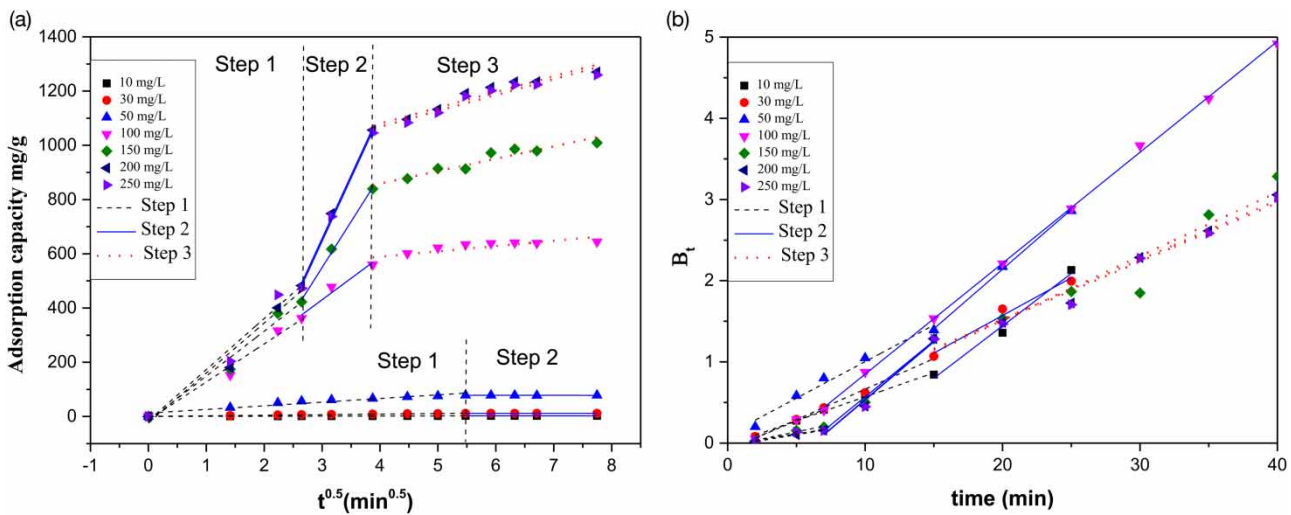 (a)
1400
1200
1000
800
600
400
200
0
-1 0 1 2 3 4 5 6 7 8
Adsorption capacity mg/g
t^0.5(min^0.5)
Step 1
Step 2
Step 3
10 mg/L
30 mg/L
50 mg/L
100 mg/L
150 mg/L
200 mg/L
250 mg/L
Step 1
Step 2
Step 3
Step 1
Step 2
(b)
5
4
3
2
1
0
0 10 20 30 40
B_t
time (min)
10 mg/L
30 mg/L
50 mg/L
100 mg/L
150 mg/L
200 mg/L
250 mg/L
Step 1
Step 2
Step 3